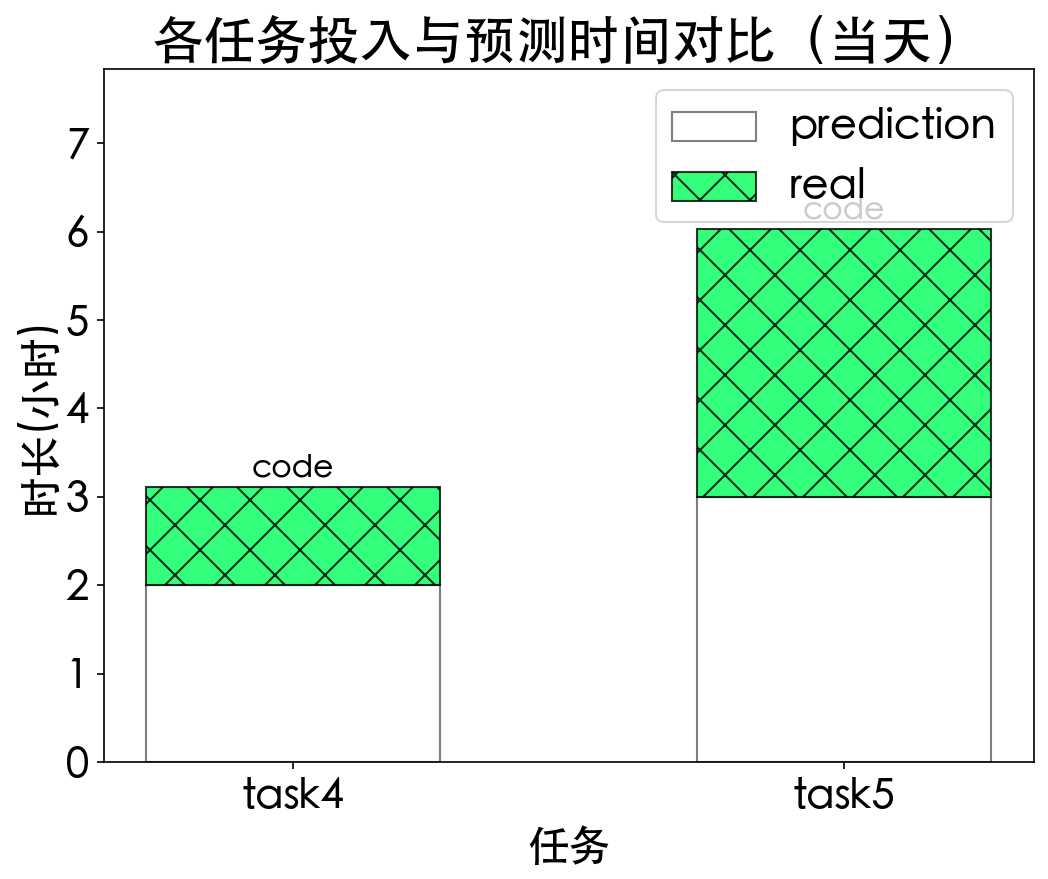 各任务投入与预测时间对比（当天）
prediction
real
code
code
时长(小时)
7
6
5
4
3
2
1
0
task4
task5
任务